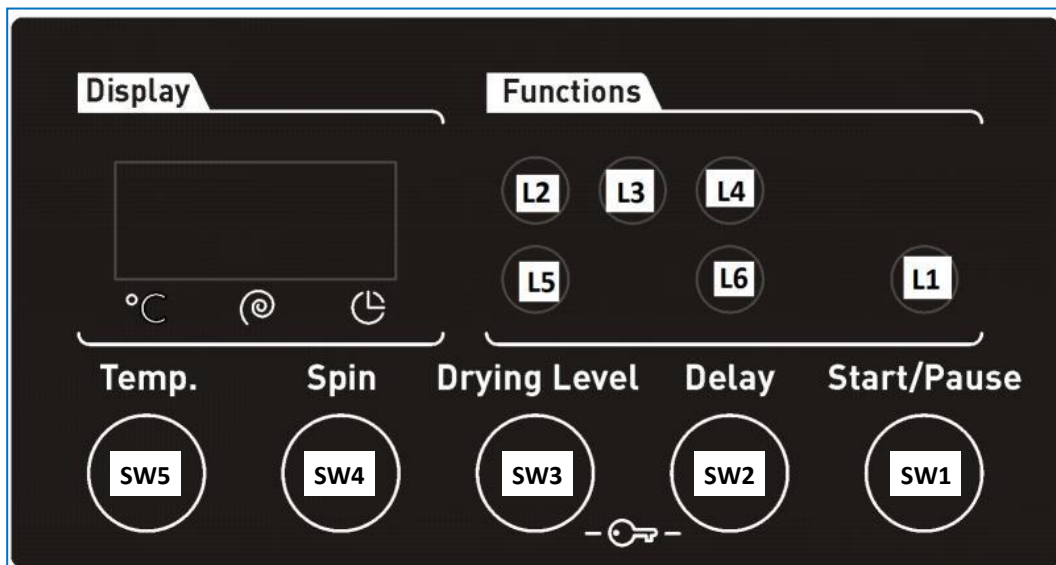 Display Functions
L2 L3 L4
L5 L6 L1
°C
Temp. Spin Drying Level Delay Start/Pause
SW5 SW4 SW3 SW2 SW1